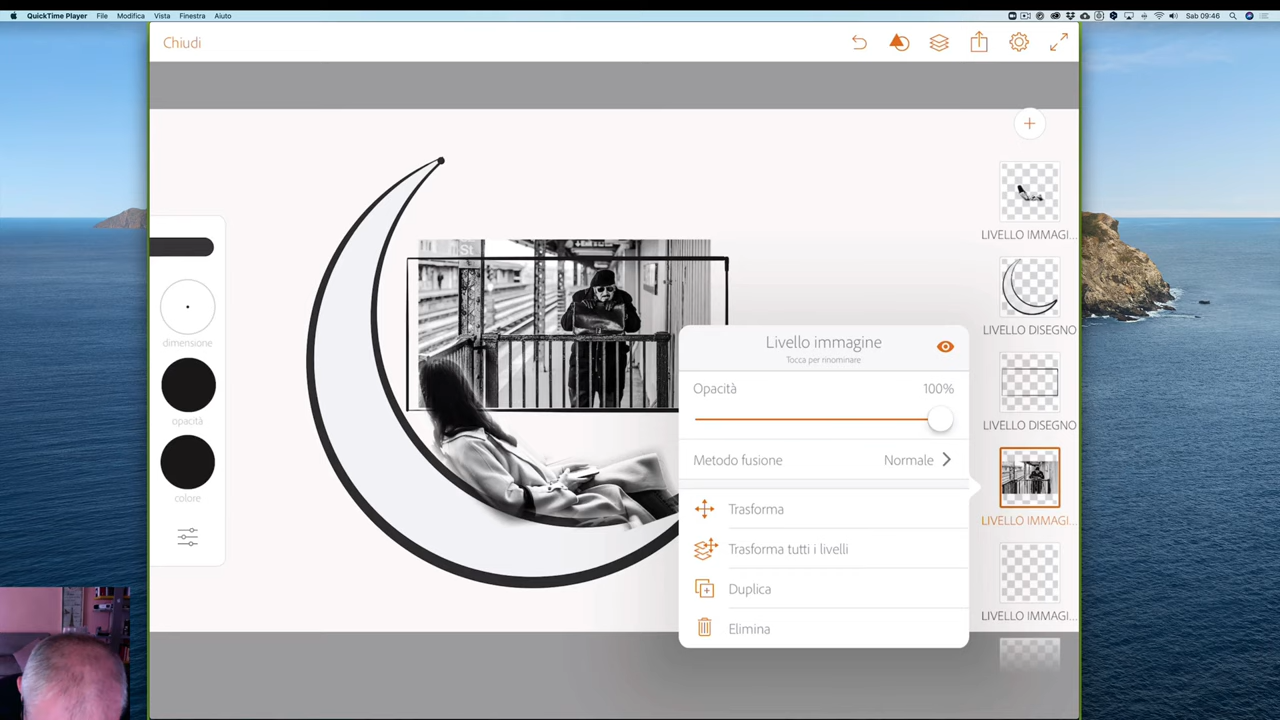 QuickTime Player File Modifica Vista Finestra Aiuto
Sab 09:46
Chiudi
St
LIVELLO IMMAGI...
LIVELLO DISEGNO
LIVELLO DISEGNO
LIVELLO IMMAGI...
LIVELLO IMMAGI...
dimensione
opacità
colore
Livello immagine
Tocca per rinominare
Opacità 100%
Metodo fusione Normale
Trasforma
Trasforma tutti i livelli
Duplica
Elimina